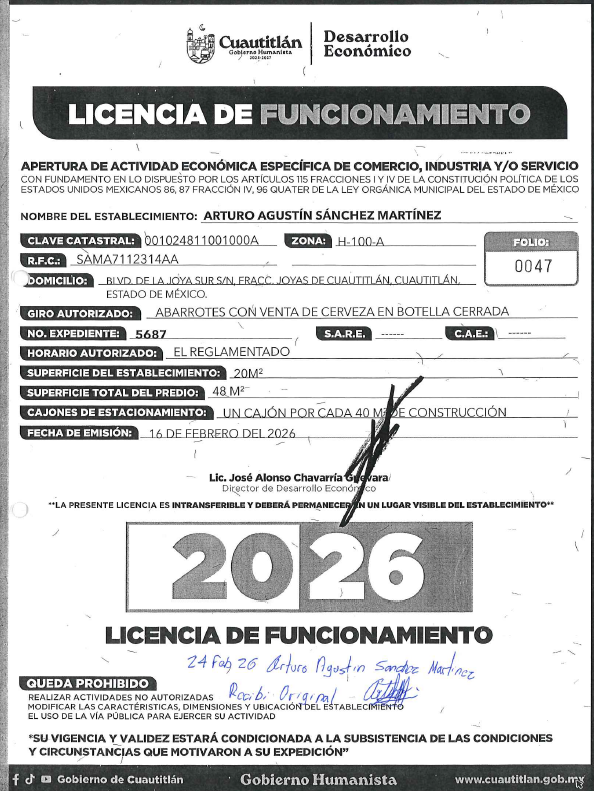 Cuautitlán
Gobierno Humanista
2025-2027
Desarrollo
Económico
LICENCIA DE FUNCIONAMIENTO
APERTURA DE ACTIVIDAD ECONÓMICA ESPECÍFICA DE COMERCIO, INDUSTRIA Y/O SERVICIO
CON FUNDAMENTO EN LO DISPUESTO POR LOS ARTÍCULOS 115 FRACCIONES I Y IV DE LA CONSTITUCIÓN POLÍTICA DE LOS
ESTADOS UNIDOS MEXICANOS 86, 87 FRACCIÓN IV, 96 QUATER DE LA LEY ORGÁNICA MUNICIPAL DEL ESTADO DE MÉXICO
NOMBRE DEL ESTABLECIMIENTO: ARTURO AGUSTÍN SÁNCHEZ MARTÍNEZ
CLAVE CATASTRAL: 001024811001000A ZONA: H-100-A
FOLIO:
0047
R.F.C.: SAMA7112314AA
DOMICILIO: BLVD. DE LA JOYA SUR S/N, FRACC. JOYAS DE CUAUTITLÁN, CUAUTITLÁN,
ESTADO DE MÉXICO.
GIRO AUTORIZADO: ABARROTES CON VENTA DE CERVEZA EN BOTELLA CERRADA
NO. EXPEDIENTE: 5687 S.A.R.E. ------ C.A.E.: ------
HORARIO AUTORIZADO: EL REGLAMENTADO
SUPERFICIE DEL ESTABLECIMIENTO: 20M²
SUPERFICIE TOTAL DEL PREDIO: 48 M²
CAJONES DE ESTACIONAMIENTO: UN CAJÓN POR CADA 40 M² DE CONSTRUCCIÓN
FECHA DE EMISIÓN: 16 DE FEBRERO DEL 2026
Lic. José Alonso Chavarría Guevara
Director de Desarrollo Económico
**LA PRESENTE LICENCIA ES INTRANSFERIBLE Y DEBERÁ PERMANECER EN UN LUGAR VISIBLE DEL ESTABLECIMIENTO**
2026
LICENCIA DE FUNCIONAMIENTO
24 Feb, 26 Arturo Agustin Sanchez Martinez
Recibi Original
QUEDA PROHIBIDO
REALIZAR ACTIVIDADES NO AUTORIZADAS
MODIFICAR LAS CARACTERÍSTICAS, DIMENSIONES Y UBICACIÓN DEL ESTABLECIMIENTO
EL USO DE LA VÍA PÚBLICA PARA EJERCER SU ACTIVIDAD
"SU VIGENCIA Y VALIDEZ ESTARÁ CONDICIONADA A LA SUBSISTENCIA DE LAS CONDICIONES
Y CIRCUNSTANCIAS QUE MOTIVARON A SU EXPEDICIÓN"
Gobierno de Cuautitlán
Gobierno Humanista
www.cuautitlan.gob.mx